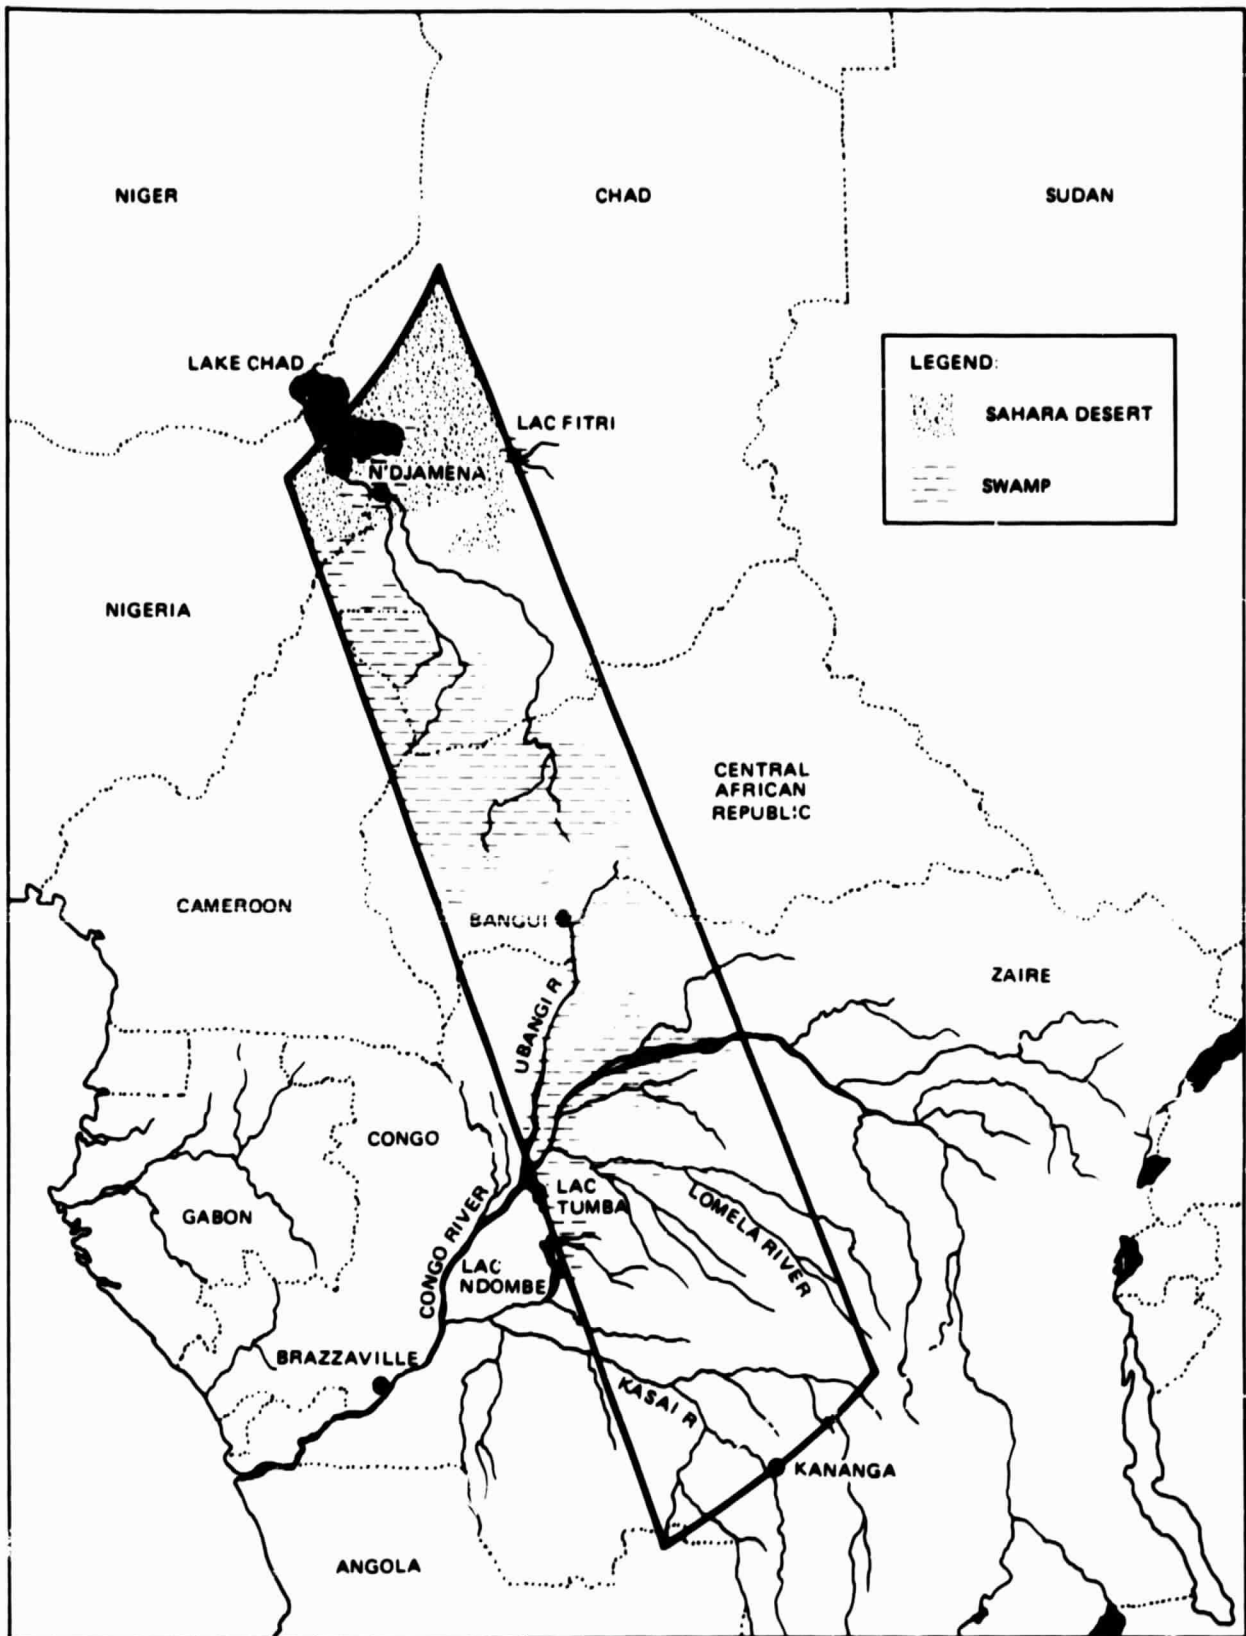 NIGER
CHAD
SUDAN
LAKE CHAD
LEGEND:
SAHARA DESERT
SWAMP
LAC FITRI
N'DJAMENA
NIGERIA
CENTRAL
AFRICAN
REPUBLIC
CAMEROON
BANGUI
ZAIRE
UBANGI R
CONGO
LAC
TUMBA
LOMELA RIVER
GABON
CONGO RIVER
LAC
NDOMBE
BRAZZAVILLE
KASAI R
KANANGA
ANGOLA